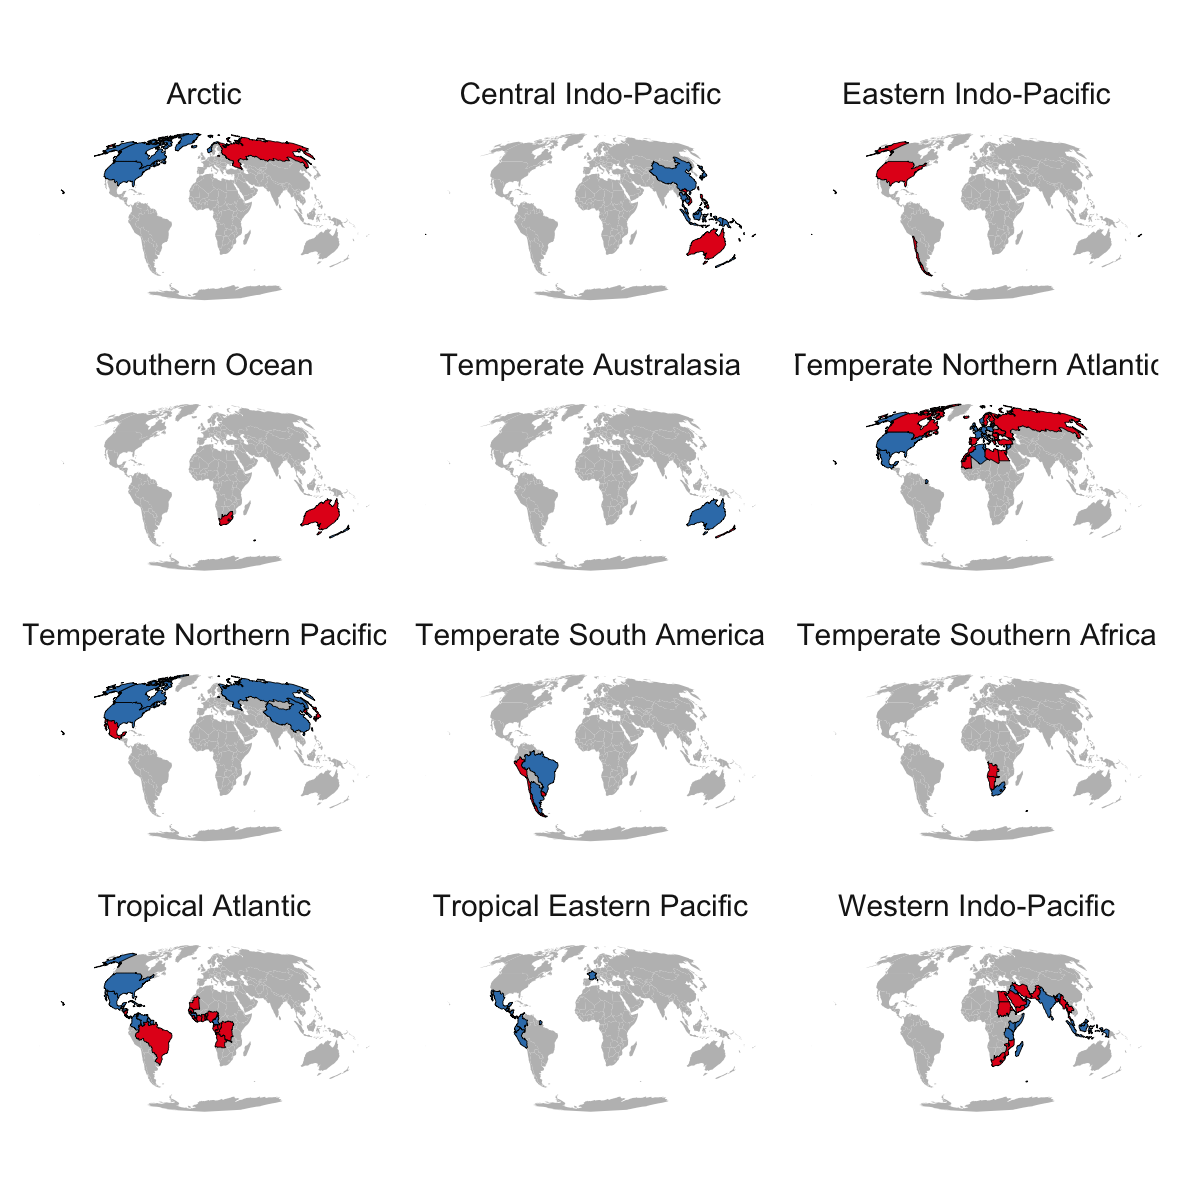 Arctic
Central Indo-Pacific
Eastern Indo-Pacific
Southern Ocean
Temperate Australasia
Temperate Northern Atlantic
Temperate Northern Pacific
Temperate South America
Temperate Southern Africa
Tropical Atlantic
Tropical Eastern Pacific
Western Indo-Pacific